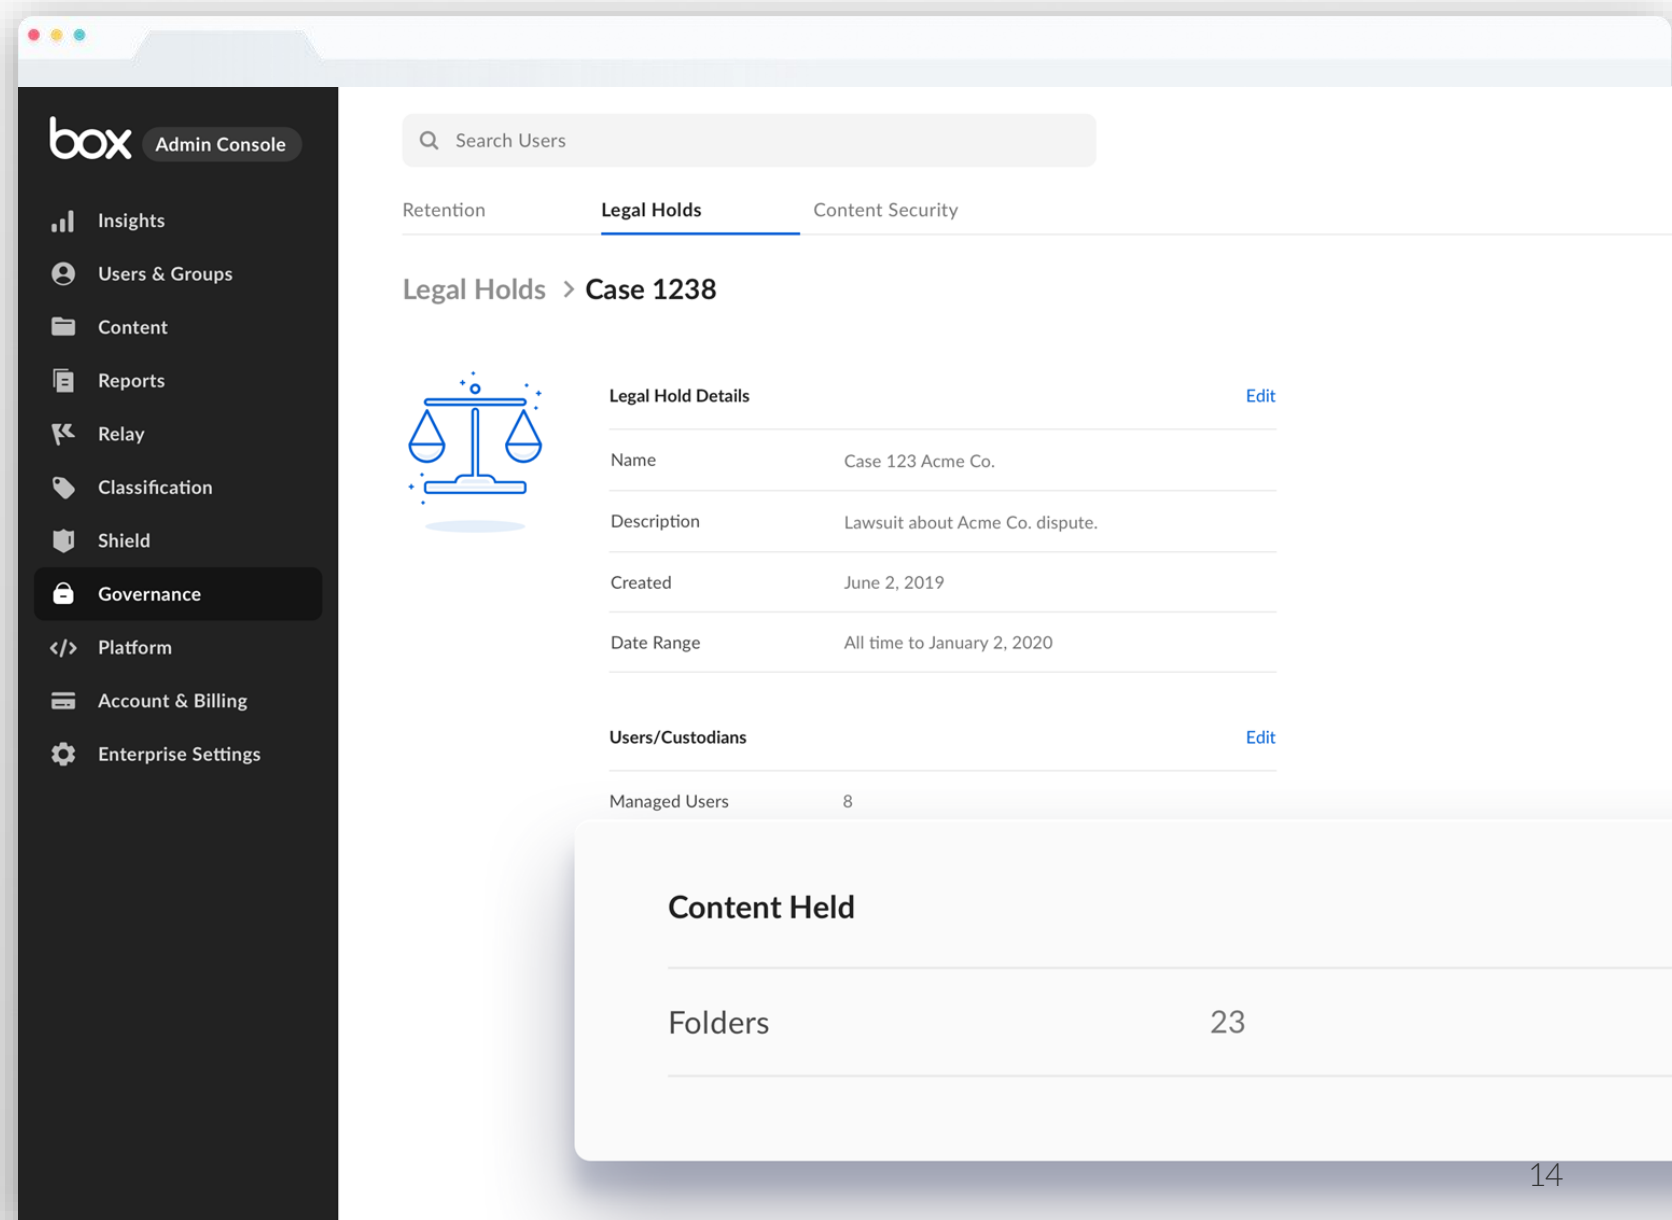 box Admin Console
Search Users
Insights
Users & Groups
Content
Reports
Relay
Classification
Shield
Governance
Platform
Account & Billing
Enterprise Settings
Retention Legal Holds Content Security
Legal Holds > Case 1238
Legal Hold Details Edit
Name Case 123 Acme Co.
Description Lawsuit about Acme Co. dispute.
Created June 2, 2019
Date Range All time to January 2, 2020
Users/Custodians Edit
Managed Users 8
Content Held
Folders 23
14